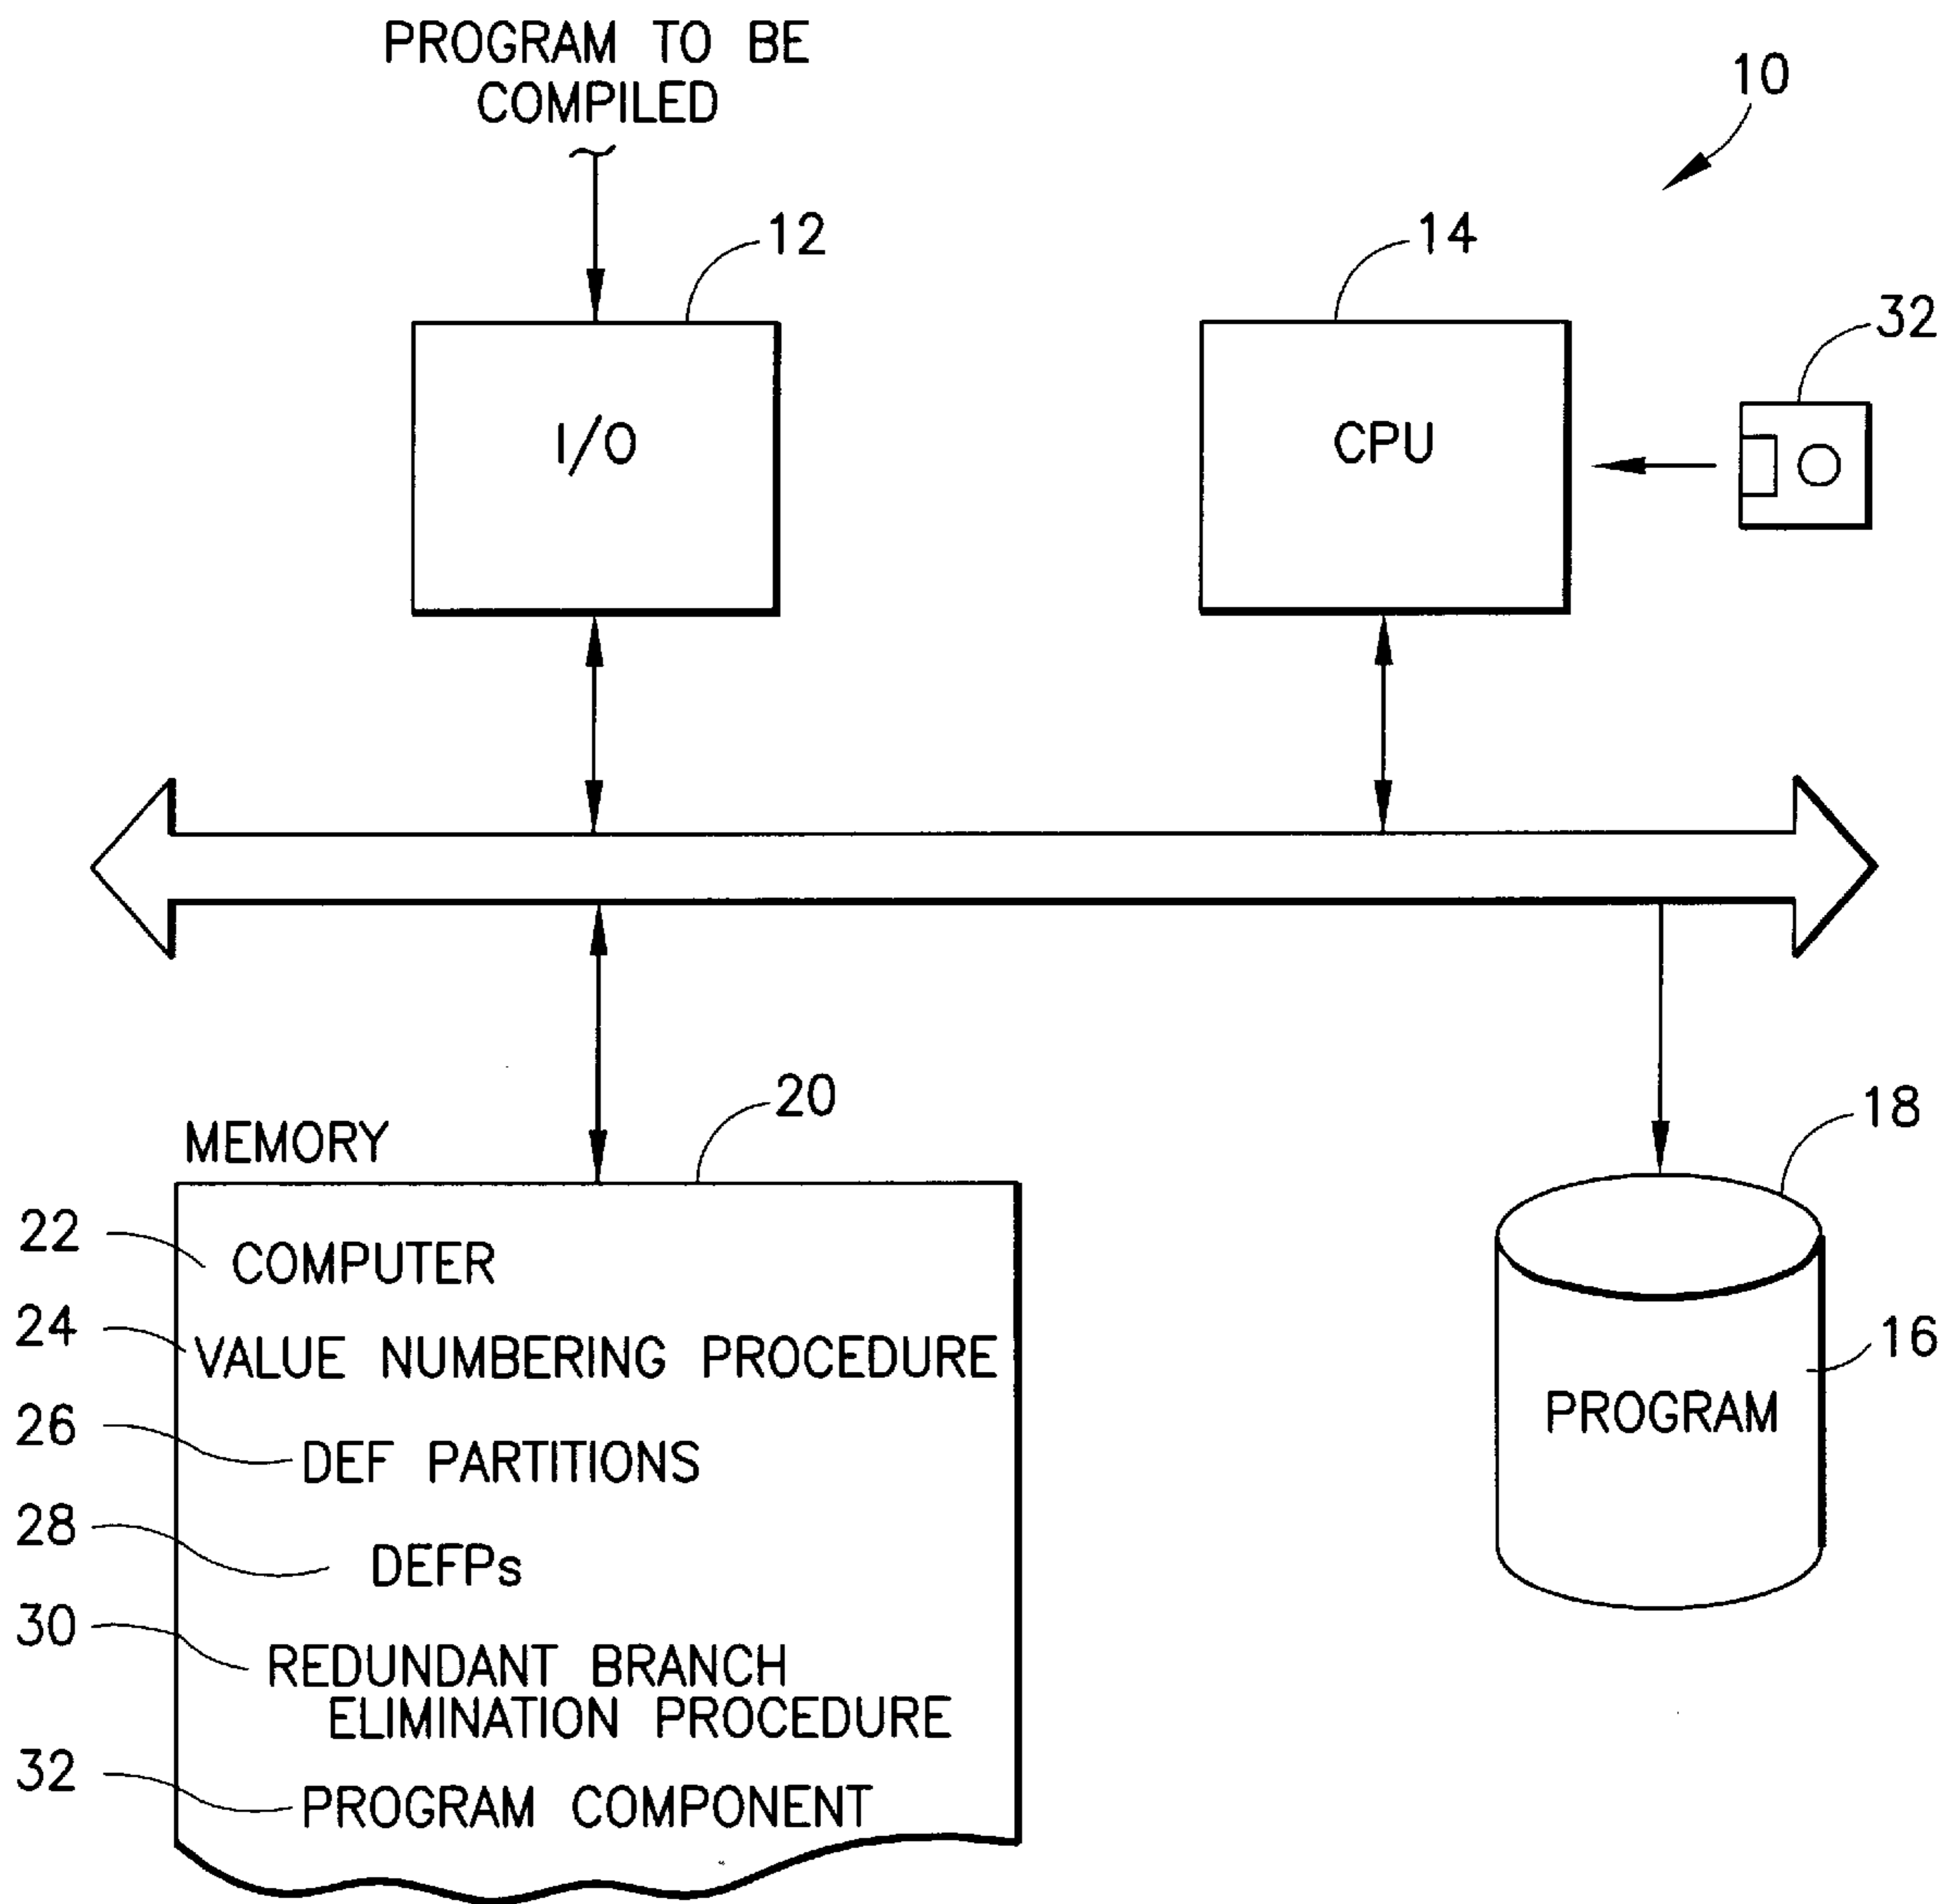 PROGRAM TO BE
COMPILED
10
12
14
32
I/O
CPU
20
MEMORY
18
22
COMPUTER
24
VALUE NUMBERING PROCEDURE
16
PROGRAM
26
DEF PARTITIONS
28
DEFPs
30
REDUNDANT BRANCH
ELIMINATION PROCEDURE
32
PROGRAM COMPONENT